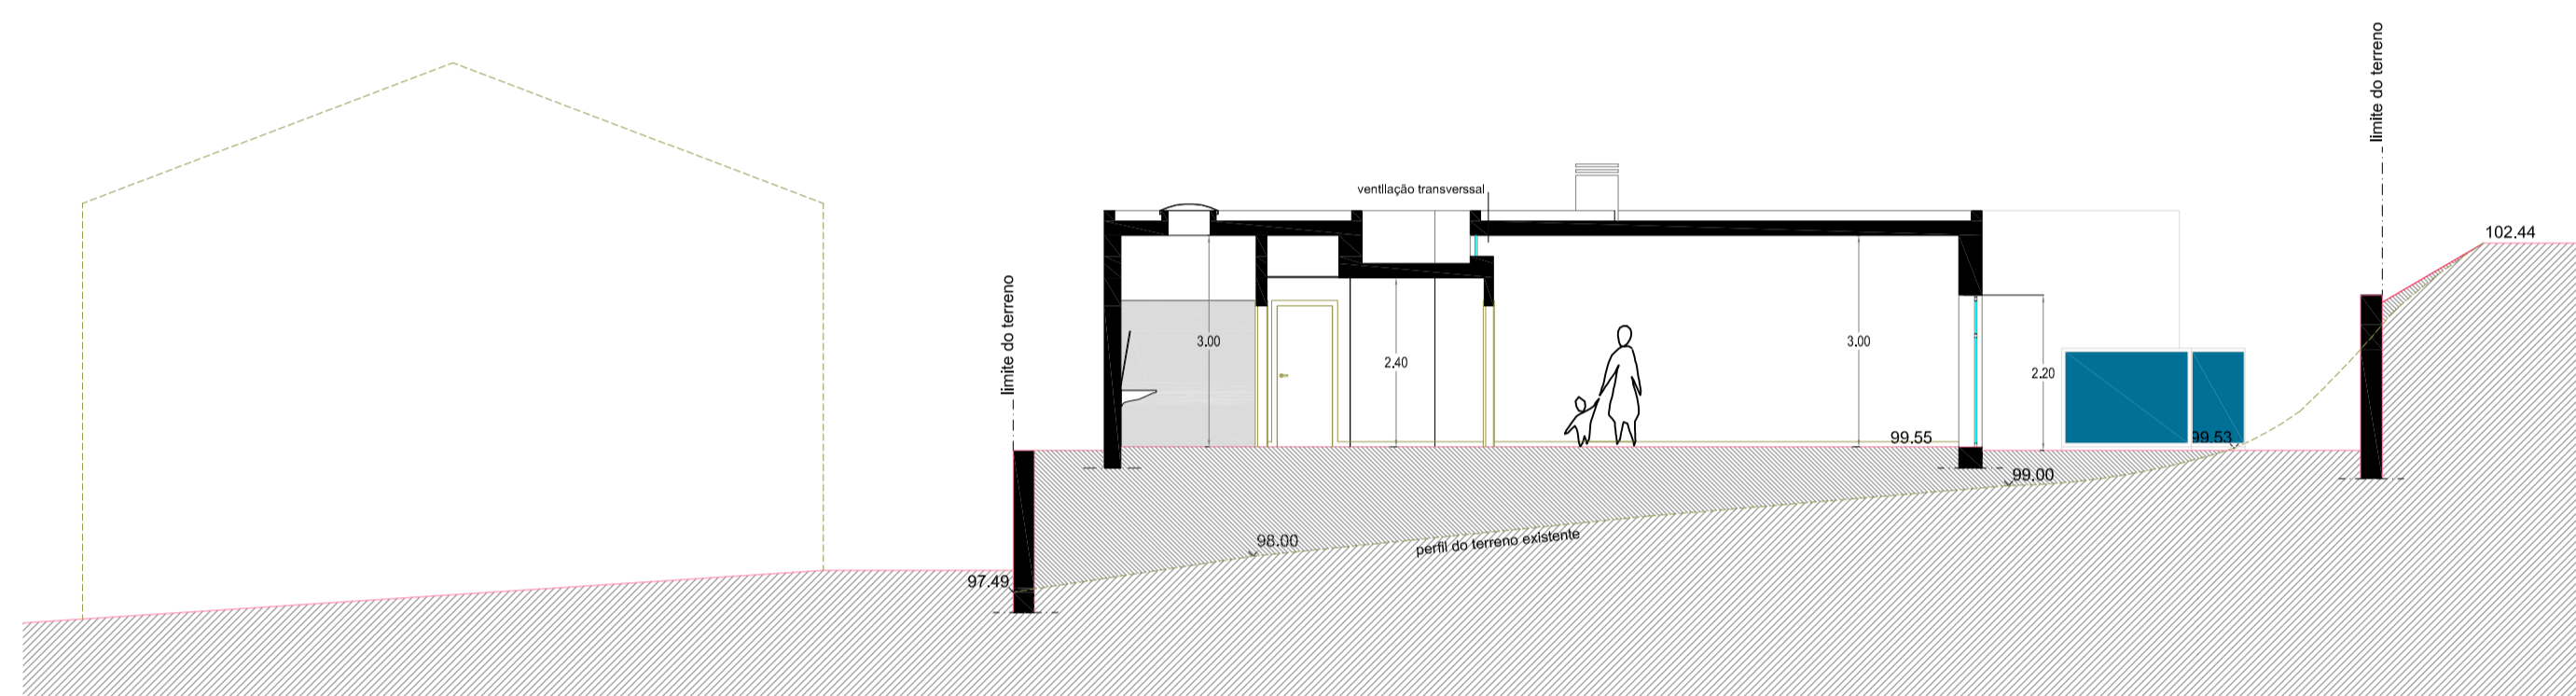 limite do terreno
ventilação transverssal
102.44
limite do terreno
3.00
2.40
3.00
2.20
99.55
99.53
99.00
98.00
perfil do terreno existente
97.49